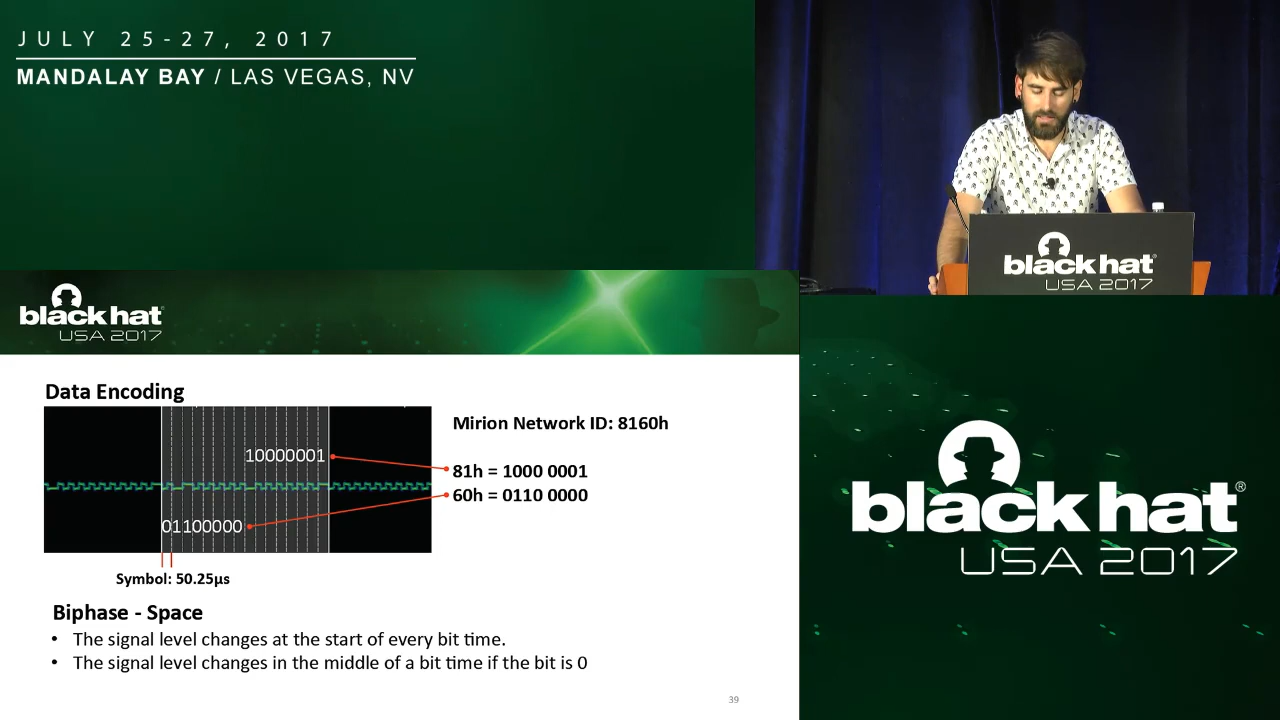 JULY 25-27, 2017
MANDALAY BAY / LAS VEGAS, NV
black hat
USA 2017
black hat
USA 2017
Data Encoding
10000001
01100000
Symbol: 50.25µs
Mirion Network ID: 8160h
81h = 1000 0001
60h = 0110 0000
Biphase - Space
• The signal level changes at the start of every bit time.
• The signal level changes in the middle of a bit time if the bit is 0
39
black hat®
USA 2017